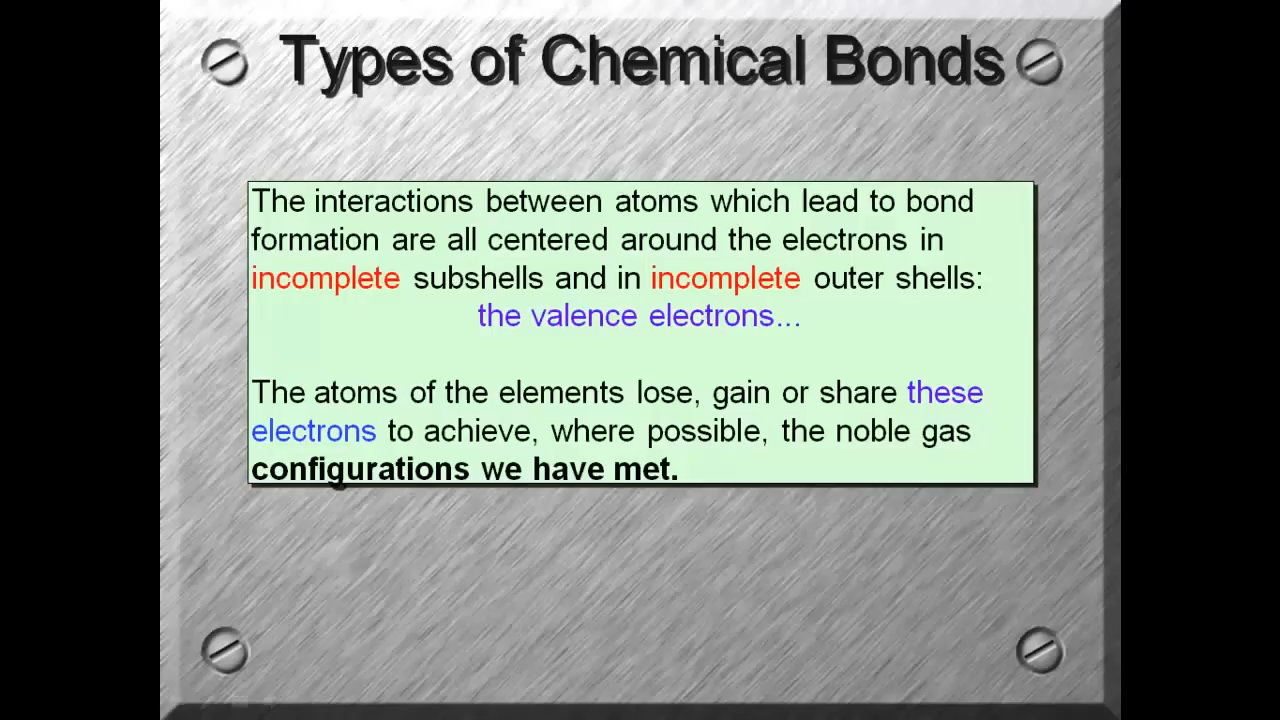 Types of Chemical Bonds
The interactions between atoms which lead to bond
formation are all centered around the electrons in
incomplete subshells and in incomplete outer shells:
the valence electrons...
The atoms of the elements lose, gain or share these
electrons to achieve, where possible, the noble gas
configurations we have met.